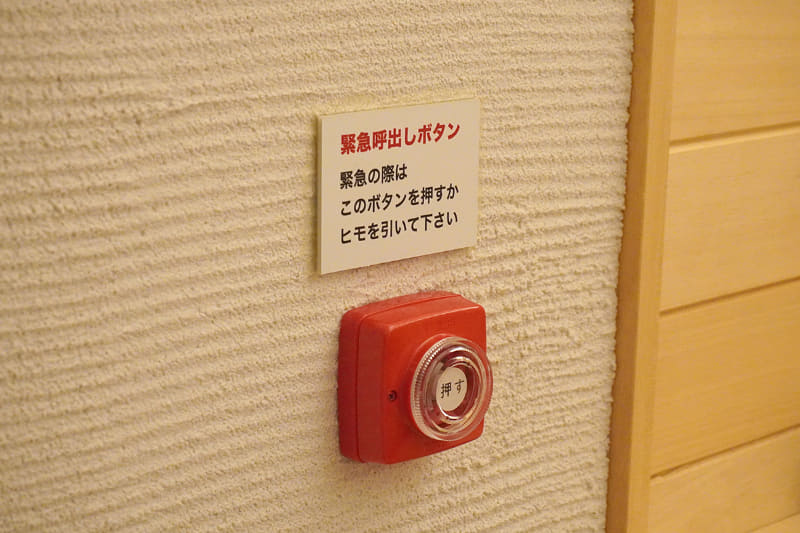 緊急呼出しボタン
緊急の際は
このボタンを押すか
ヒモを引いて下さい
押す